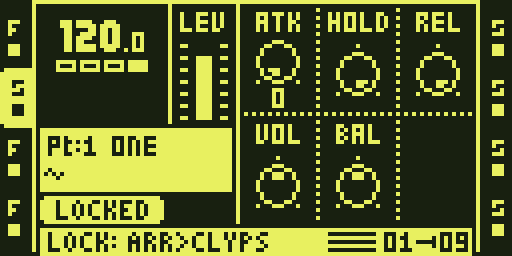 120.0
LEV
ATK HOLD REL
0
VOL BAL
Pt:1 ONE
LOCKED
LOCK: ARR>CLYPS
01→09
F
S
F
F
S
S
S
S